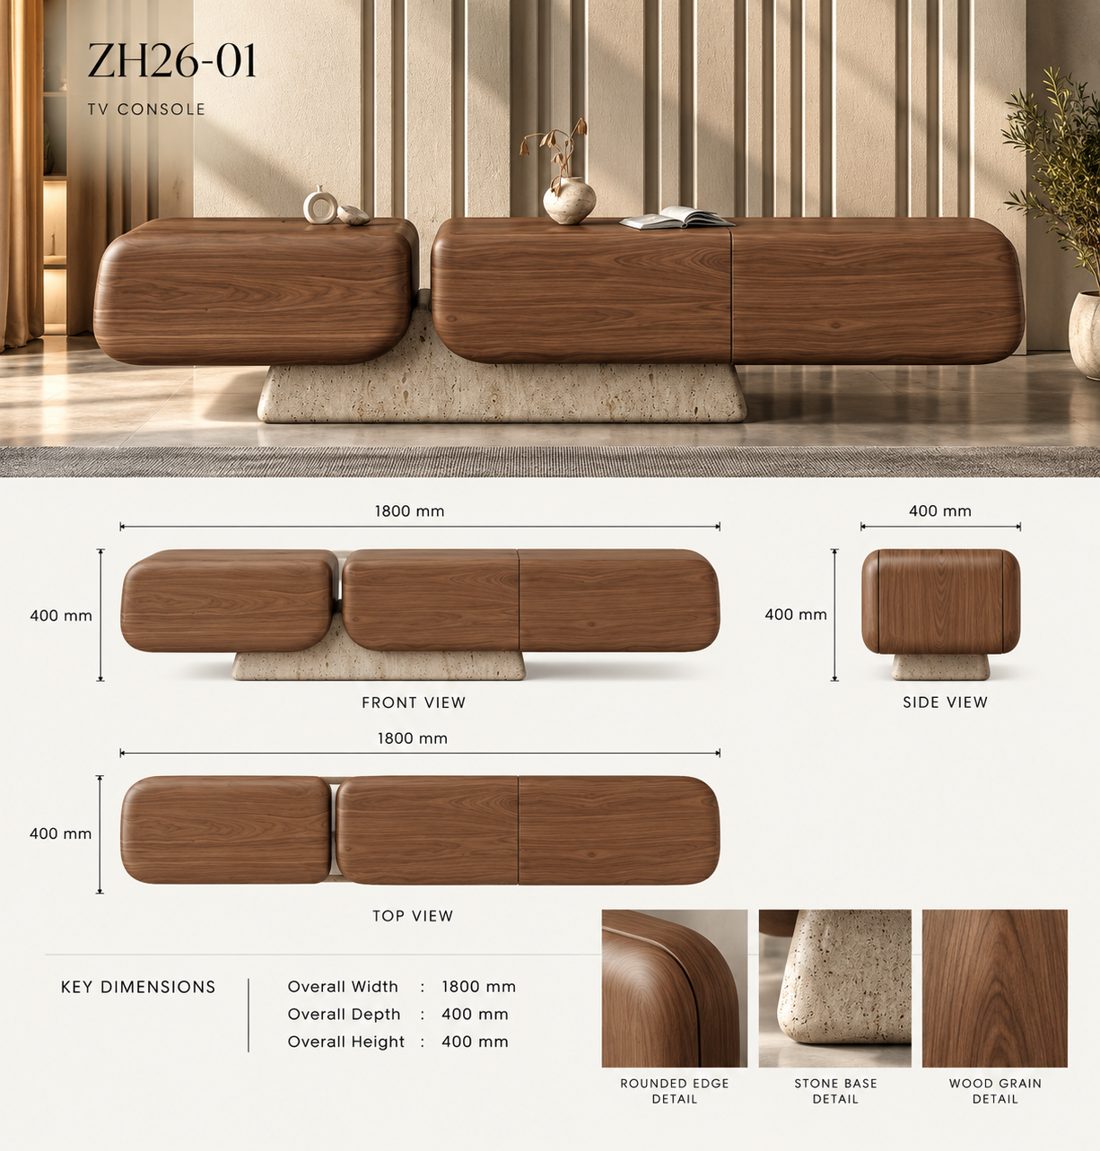 ZH26-01
TV CONSOLE
1800 mm
400 mm
400 mm
400 mm
FRONT VIEW
SIDE VIEW
1800 mm
400 mm
TOP VIEW
KEY DIMENSIONS
Overall Width : 1800 mm
Overall Depth : 400 mm
Overall Height : 400 mm
ROUNDED EDGE
DETAIL
STONE BASE
DETAIL
WOOD GRAIN
DETAIL